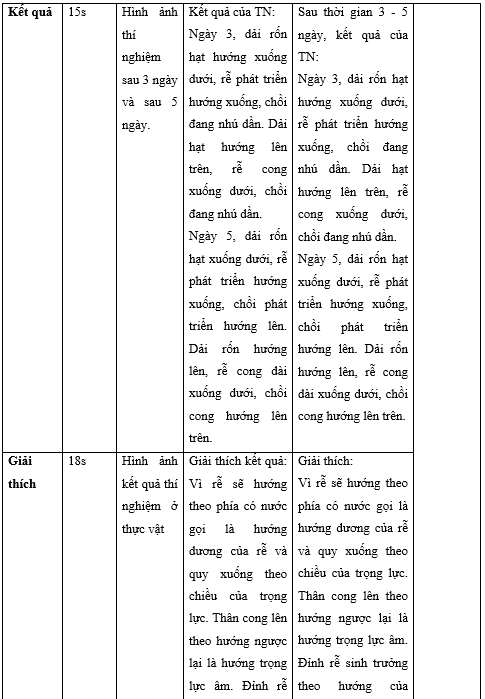 Kết quả
15s
Hình ảnh
thí
nghiệm
sau 3 ngày
và sau 5
ngày.
Kết quả của TN:
Ngày 3, dải rốn
hạt hướng xuống
dưới, rễ phát triển
hướng xuống, chồi
đang nhú dần. Dải
hạt hướng lên
trên, rễ cong
xuống dưới, chồi
đang nhú dần.
Ngày 5, dải rốn
hạt xuống dưới, rễ
phát triển hướng
xuống, chồi phát
triển hướng lên.
Dải rốn hướng
lên, rễ cong dài
xuống dưới, chồi
cong hướng lên
trên.
Sau thời gian 3 - 5
ngày, kết quả của
TN:
Ngày 3, dải rốn hạt
hướng xuống dưới,
rễ phát triển hướng
xuống, chồi đang
nhú dần. Dải hạt
hướng lên trên, rễ
cong xuống dưới,
chồi đang nhú dần.
Ngày 5, dải rốn hạt
xuống dưới, rễ phát
triển hướng xuống,
chồi phát triển
hướng lên. Dải rốn
hướng lên, rễ cong
dài xuống dưới, chồi
cong hướng lên trên.
Giải
thích
18s
Hình ảnh
kết quả thí
nghiệm ở
thực vật
Giải thích kết quả:
Vì rễ sẽ hướng
theo phía có nước
gọi là hướng
dương của rễ và
quy xuống theo
chiều của trọng
lực. Thân cong lên
theo hướng ngược
lại là hướng trọng
lực âm. Đỉnh rễ
Giải thích:
Vì rễ sẽ hướng theo
phía có nước gọi là
hướng dương của rễ
và quy xuống theo
chiều của trọng lực.
Thân cong lên theo
hướng ngược lại là
hướng trọng lực âm.
Đỉnh rễ sinh trưởng
theo hướng của